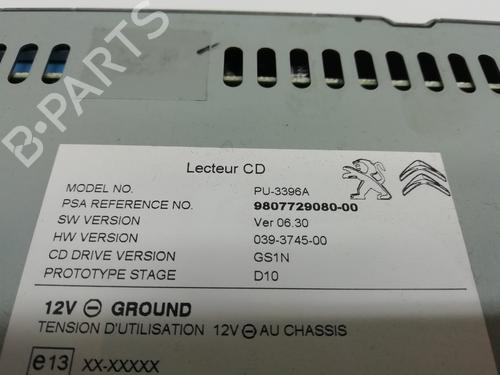 B-PARTS
Lecteur CD
MODEL NO. PU-3396A
PSA REFERENCE NO. 9807729080-00
SW VERSION Ver 06.30
HW VERSION 039-3745-00
CD DRIVE VERSION GS1N
PROTOTYPE STAGE D10
12V ⊖ GROUND
TENSION D'UTILISATION 12V ⊖ AU CHASSIS
e13 XX-XXXXX